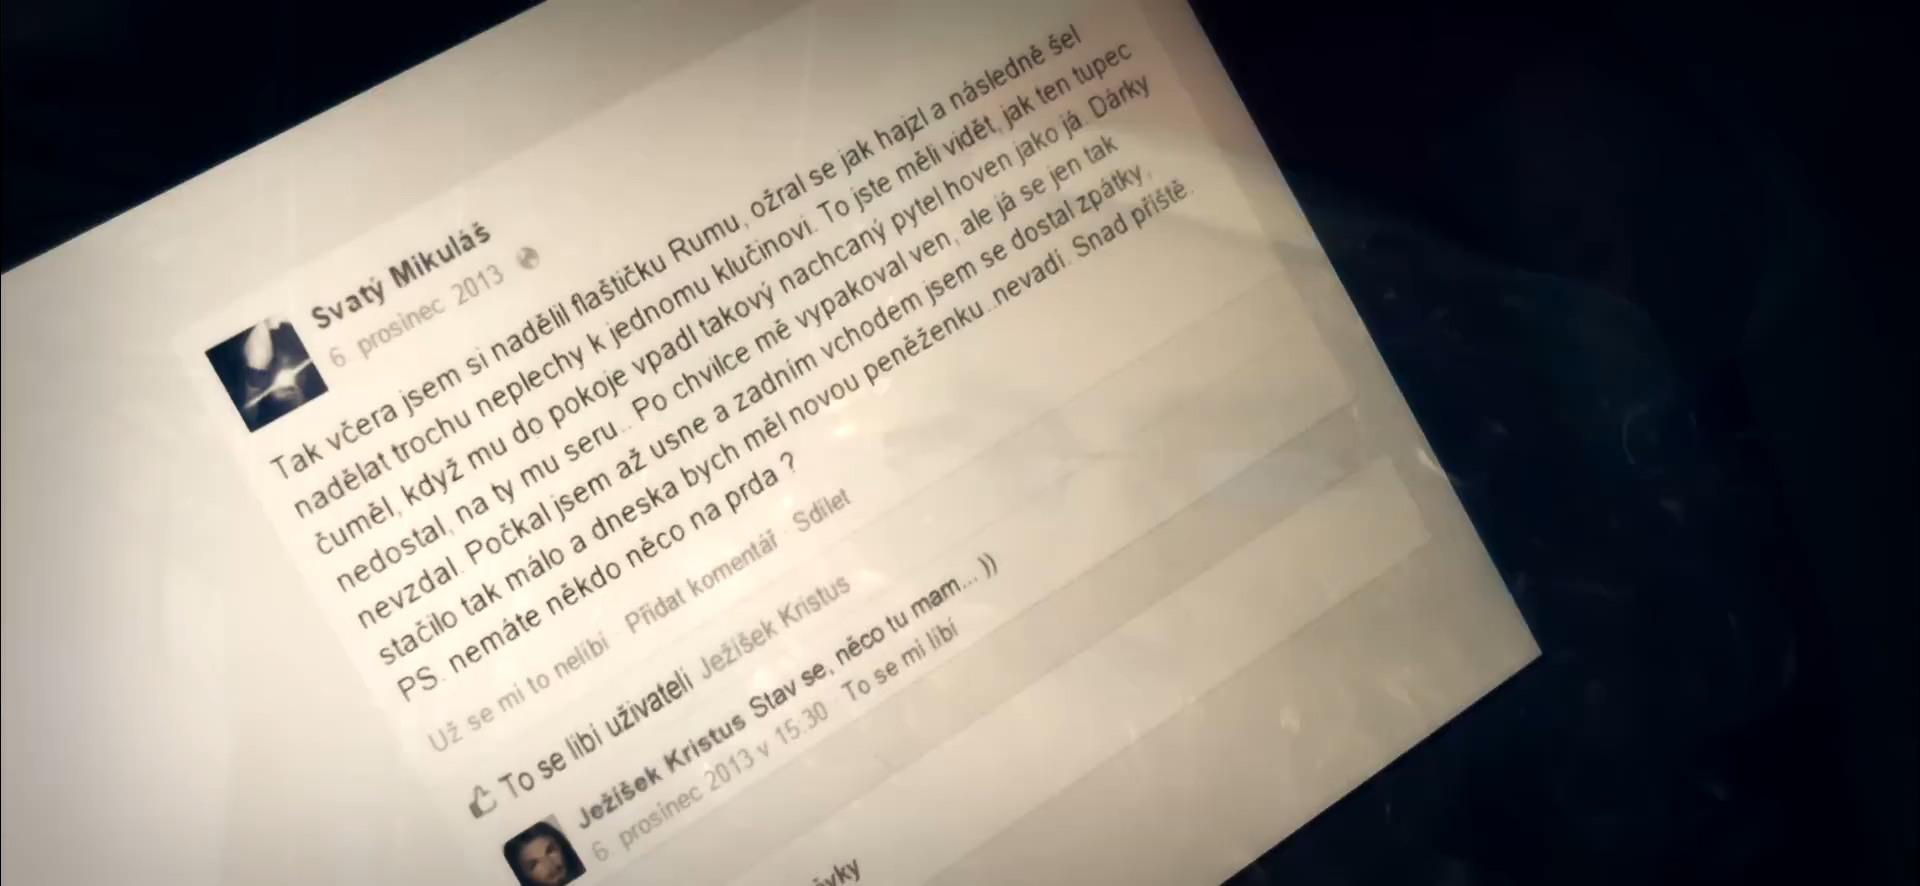 Svatý Mikuláš
6. prosinec 2013
Tak včera jsem si nadělil flaštičku Rumu, ožral se jak hajzl a následně šel
nadělat trochu neplechy k jednomu klučinovi. To jste měli vidět, jak ten tupec
čuměl, když mu do pokoje vpadl takový nachcaný pytel hoven jako já. Dárky
nedostal, na ty mu seru.. Po chvilce mě vypakoval ven, ale já se jen tak
nevzdal. Počkal jsem až usne a zadním vchodem jsem se dostal zpátky,
stačilo tak málo a dneska bych měl novou peněženku...nevadí. Snad příště.
PS. nemáte někdo něco na prda ?
Už se mi to nelíbí · Přidat komentář · Sdílet
To se líbí uživateli Ježíšek Kristus
Ježíšek Kristus Stav se, něco tu mam... ))
6. prosinec 2013 v 15:30 · To se mi líbí